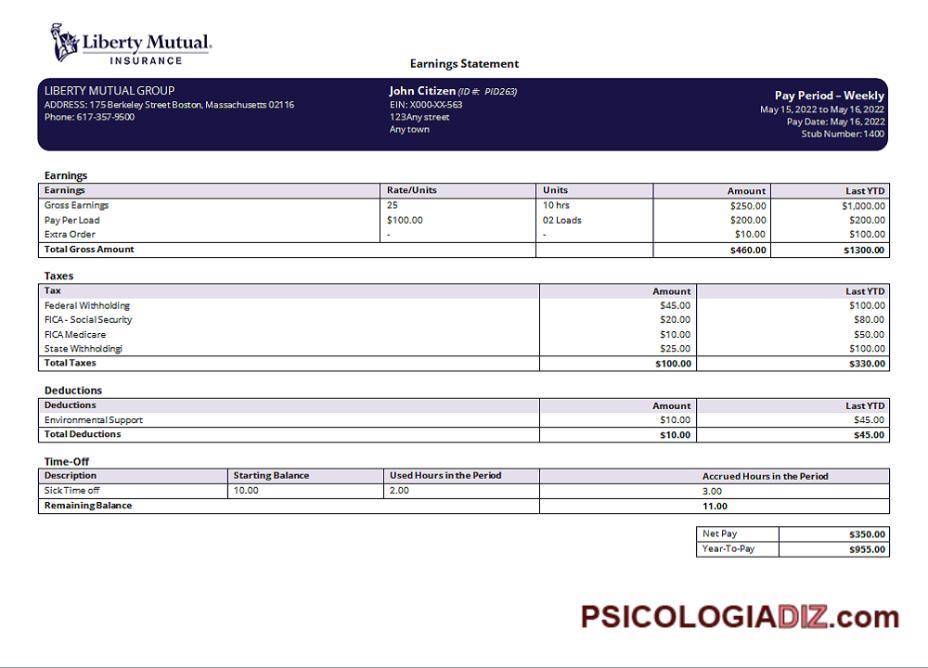 Liberty Mutual.
INSURANCE
Earnings Statement
LIBERTY MUTUAL GROUP
ADDRESS: 175 Berkeley Street Boston, Massachusetts 02116
Phone: 617-357-9500
John Citizen (ID #: PID263)
EIN: X000-XX-563
123Any street
Any town
Pay Period – Weekly
May 15, 2022 to May 16, 2022
Pay Date: May 16, 2022
Stub Number: 1400
Earnings
Earnings Rate/Units Units Amount Last YTD
Gross Earnings 25 10 hrs $250.00 $1,000.00
Pay Per Load $100.00 02 Loads $200.00 $200.00
Extra Order - - $10.00 $100.00
Total Gross Amount $460.00 $1300.00
Taxes
Tax Amount Last YTD
Federal Withholding $45.00 $100.00
FICA - Social Security $20.00 $80.00
FICA Medicare $10.00 $50.00
State Withholdingl $25.00 $100.00
Total Taxes $100.00 $330.00
Deductions
Deductions Amount Last YTD
Environmental Support $10.00 $45.00
Total Deductions $10.00 $45.00
Time-Off
Description Starting Balance Used Hours in the Period Accrued Hours in the Period
Sick Time off 10.00 2.00 3.00
Remaining Balance 11.00
Net Pay $350.00
Year-To-Pay $955.00
PSICOLOGIADIZ.com